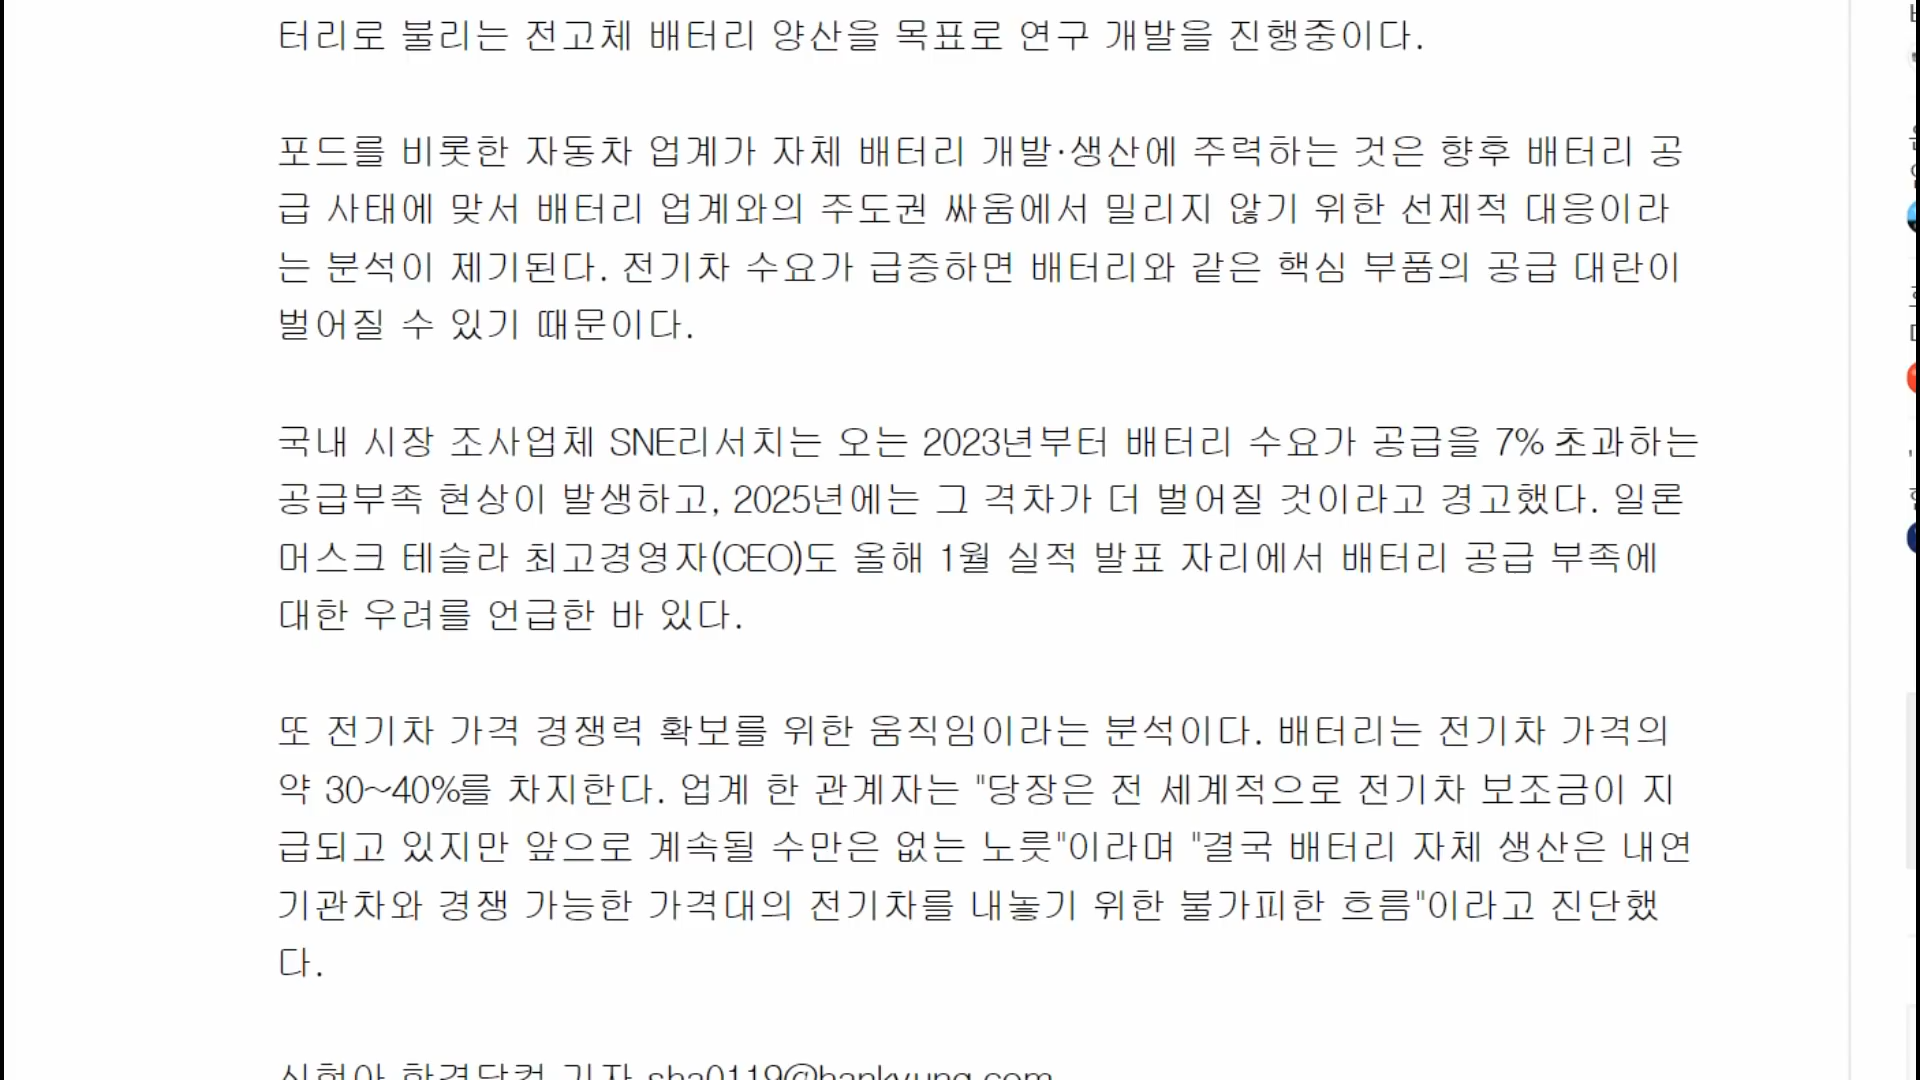 터리로 불리는 전고체 배터리 양산을 목표로 연구 개발을 진행중이다.
포드를 비롯한 자동차 업계가 자체 배터리 개발·생산에 주력하는 것은 향후 배터리 공
급 사태에 맞서 배터리 업계와의 주도권 싸움에서 밀리지 않기 위한 선제적 대응이라
는 분석이 제기된다. 전기차 수요가 급증하면 배터리와 같은 핵심 부품의 공급 대란이
벌어질 수 있기 때문이다.
국내 시장 조사업체 SNE리서치는 오는 2023년부터 배터리 수요가 공급을 7% 초과하는
공급부족 현상이 발생하고, 2025년에는 그 격차가 더 벌어질 것이라고 경고했다. 일론
머스크 테슬라 최고경영자(CEO)도 올해 1월 실적 발표 자리에서 배터리 공급 부족에
대한 우려를 언급한 바 있다.
또 전기차 가격 경쟁력 확보를 위한 움직임이라는 분석이다. 배터리는 전기차 가격의
약 30~40%를 차지한다. 업계 한 관계자는 "당장은 전 세계적으로 전기차 보조금이 지
급되고 있지만 앞으로 계속될 수만은 없는 노릇"이라며 "결국 배터리 자체 생산은 내연
기관차와 경쟁 가능한 가격대의 전기차를 내놓기 위한 불가피한 흐름"이라고 진단했
다.
신현아 한경닷컴 기자 sha0119@hankyung.com